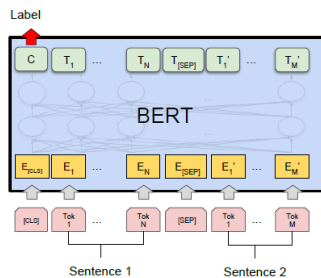 Label
C T1 ... TN T[SEP] T1' ... TM'
BERT
E[CLS] E1 ... EN E[SEP] E1' ... EM'
[CLS] Tok 1 ... Tok N [SEP] Tok 1 ... Tok M
Sentence 1 Sentence 2